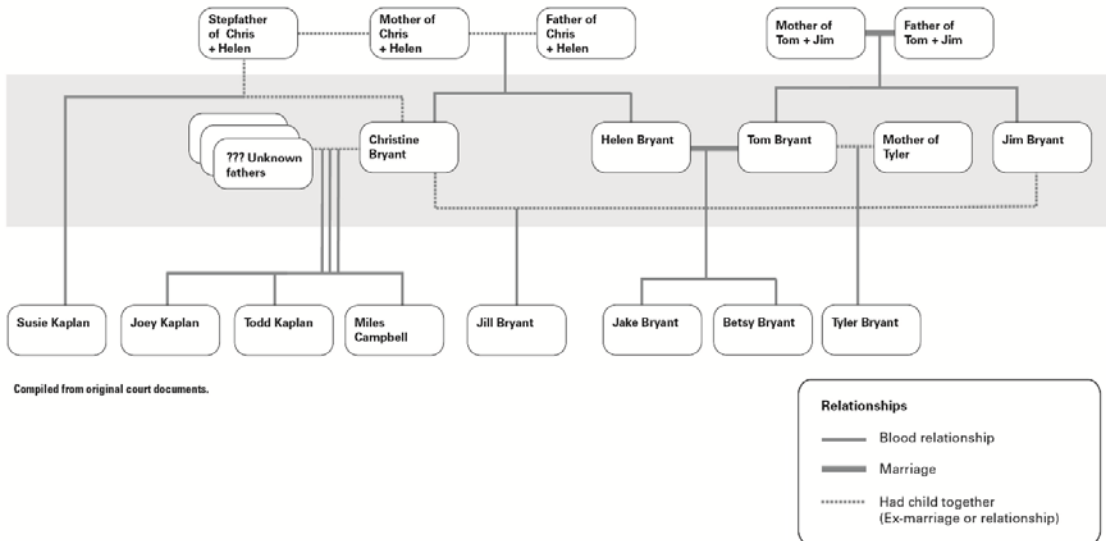 Stepfather
of Chris
+ Helen
Mother of
Chris
+ Helen
Father of
Chris
+ Helen
Mother of
Tom + Jim
Father of
Tom + Jim
??? Unknown
fathers
Christine
Bryant
Helen Bryant
Tom Bryant
Mother of
Tyler
Jim Bryant
Susie Kaplan
Joey Kaplan
Todd Kaplan
Miles
Campbell
Jill Bryant
Jake Bryant
Betsy Bryant
Tyler Bryant
Compiled from original court documents.
Relationships
Blood relationship
Marriage
Had child together
(Ex-marriage or relationship)